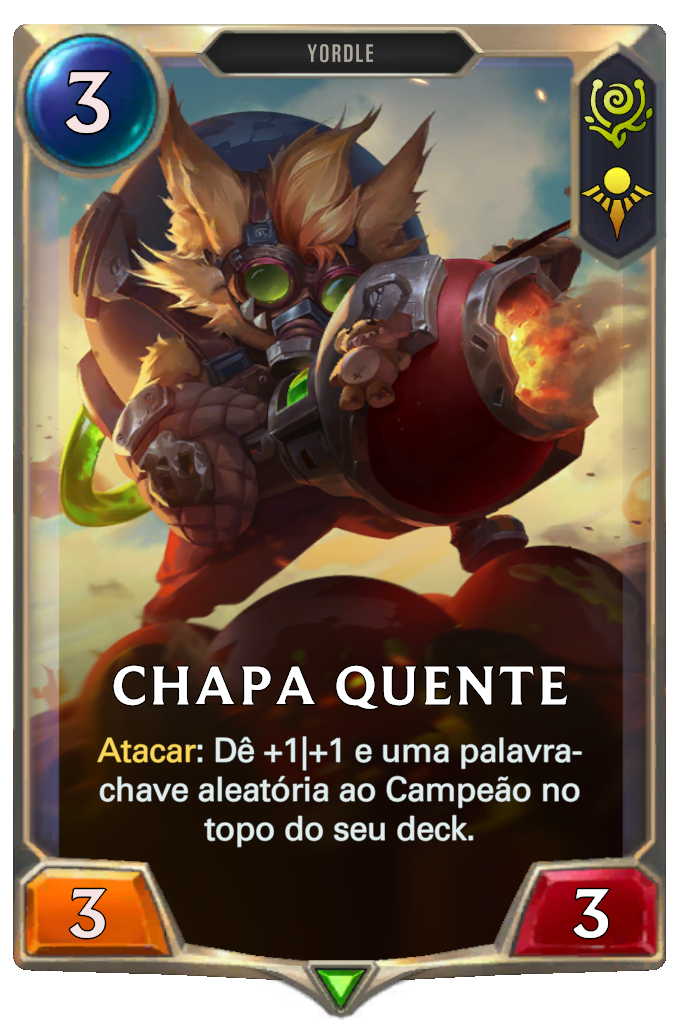 YORDLE
3
CHAPA QUENTE
Atacar: Dê +1|+1 e uma palavra-
chave aleatória ao Campeão no
topo do seu deck.
3
3